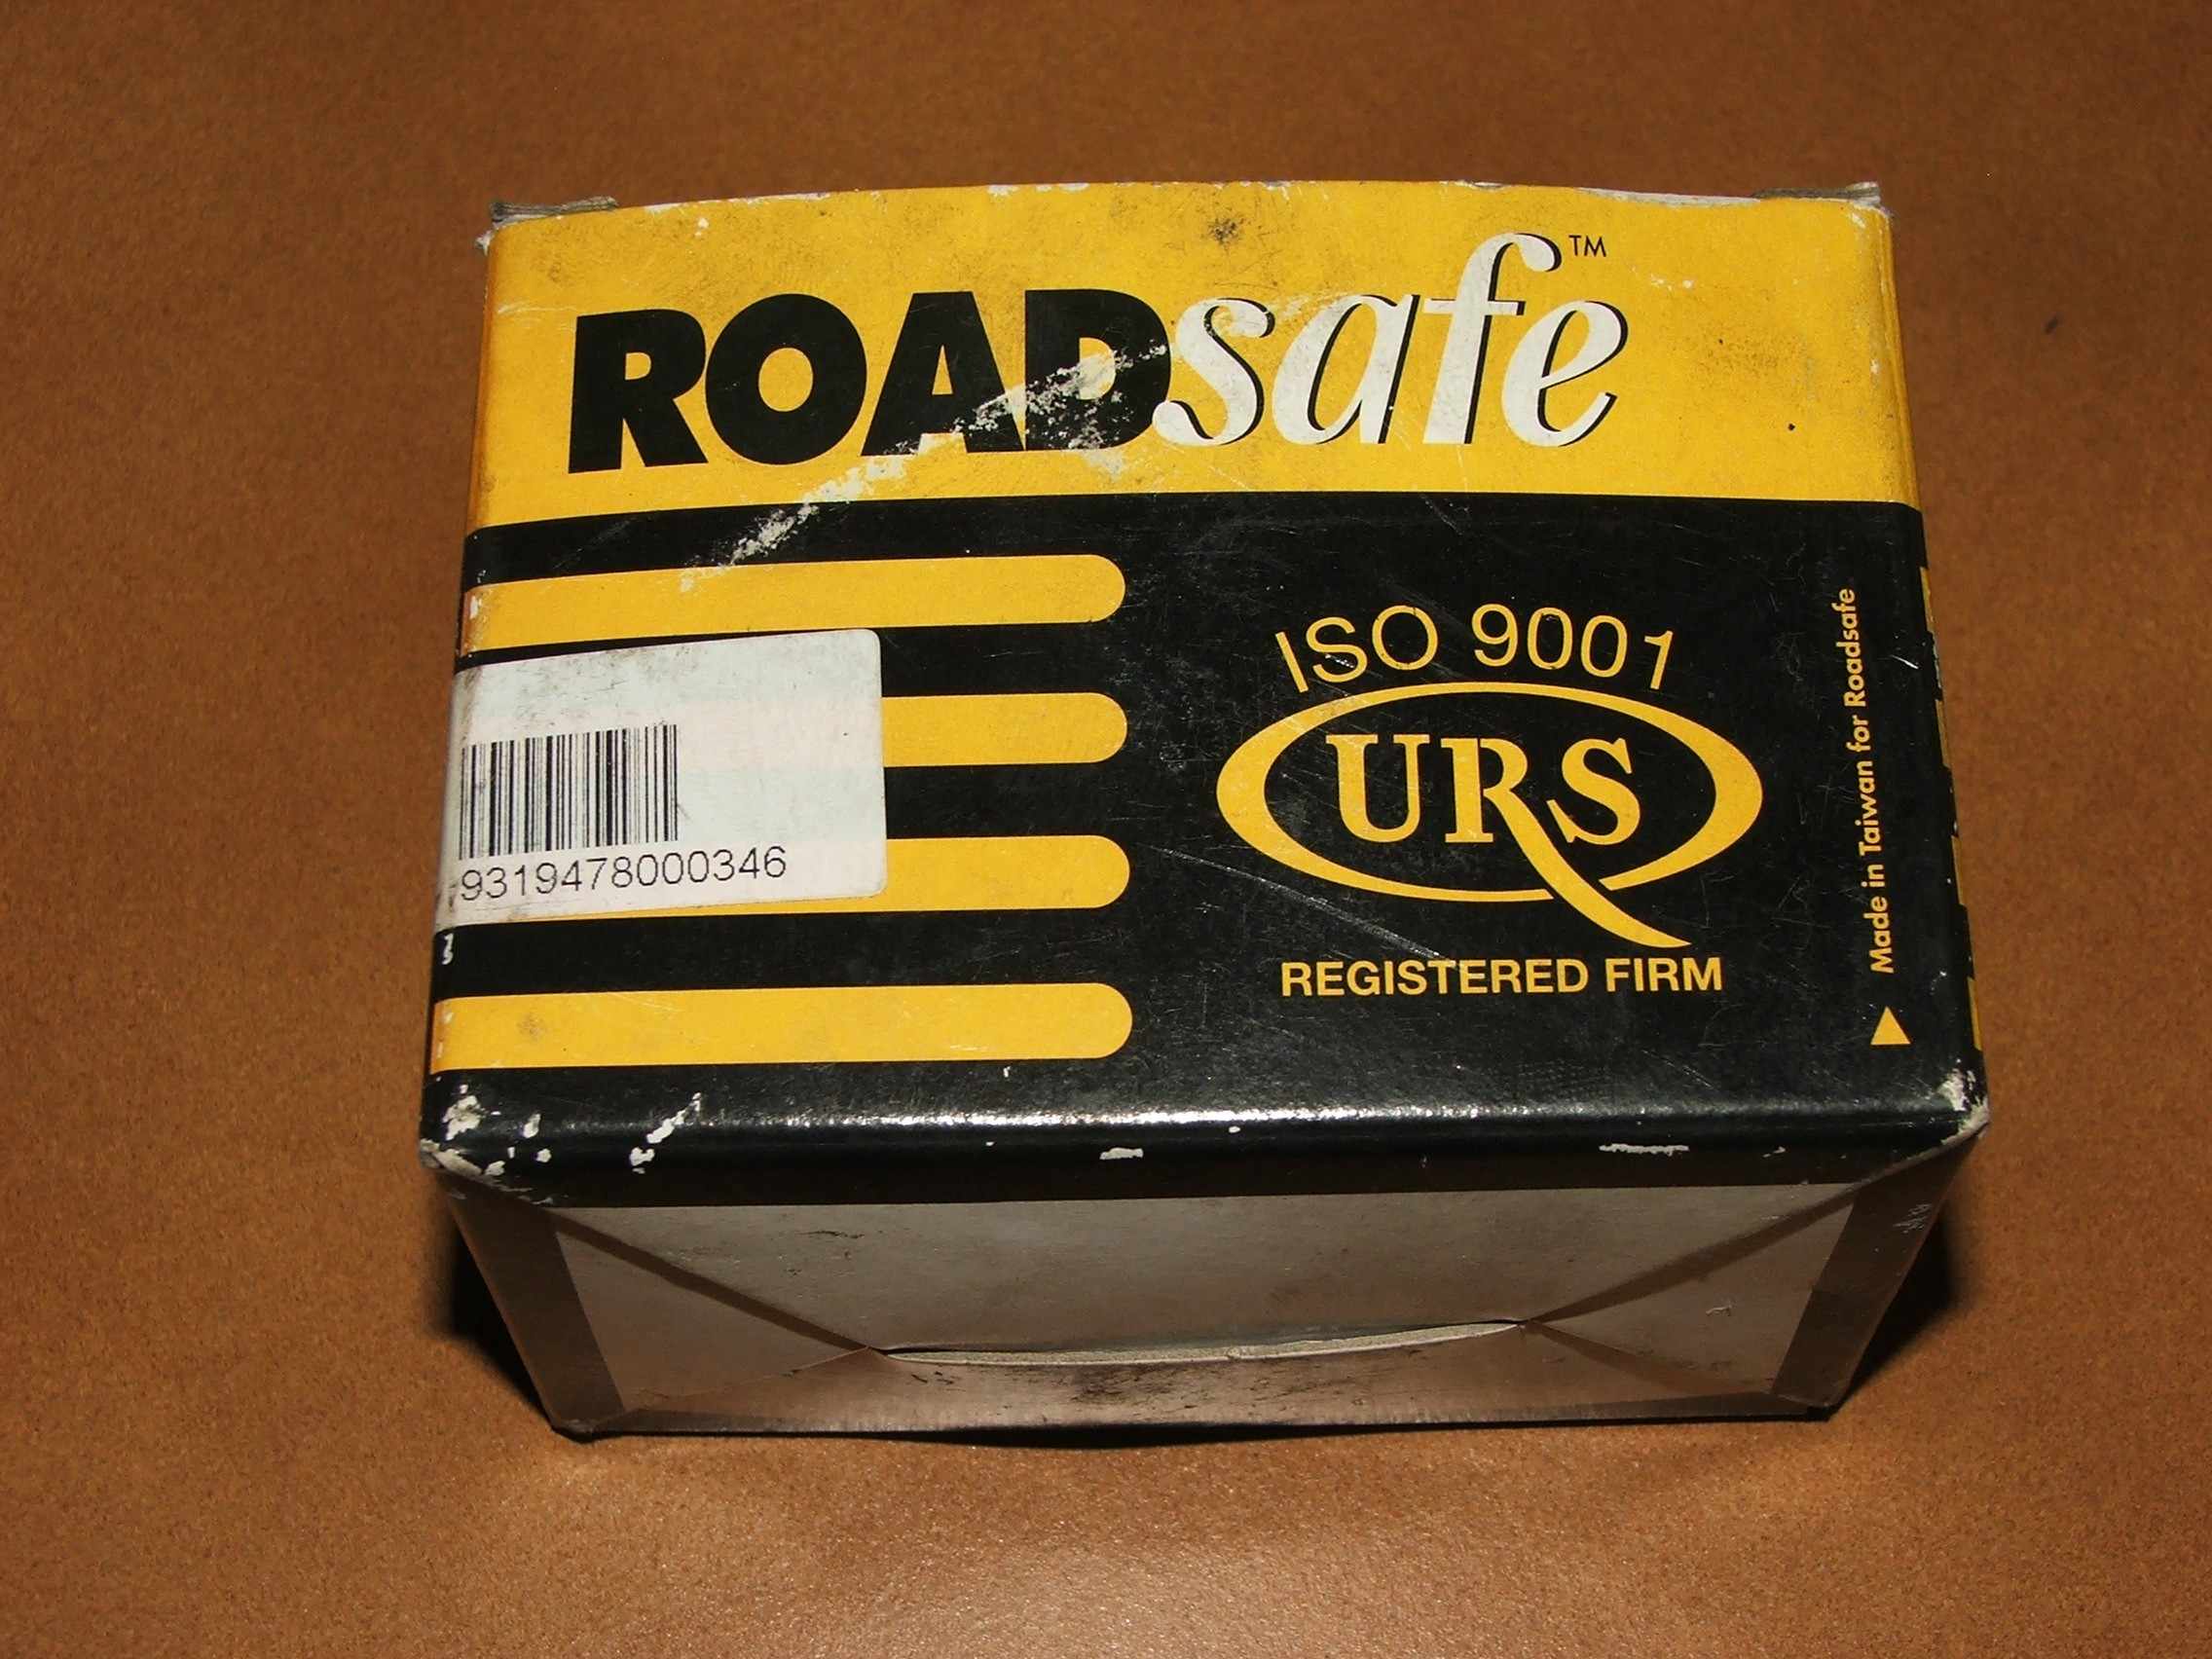 ROADsafe™
ISO 9001
URS
REGISTERED FIRM
9319478000346
Made in Taiwan for Roadsafe